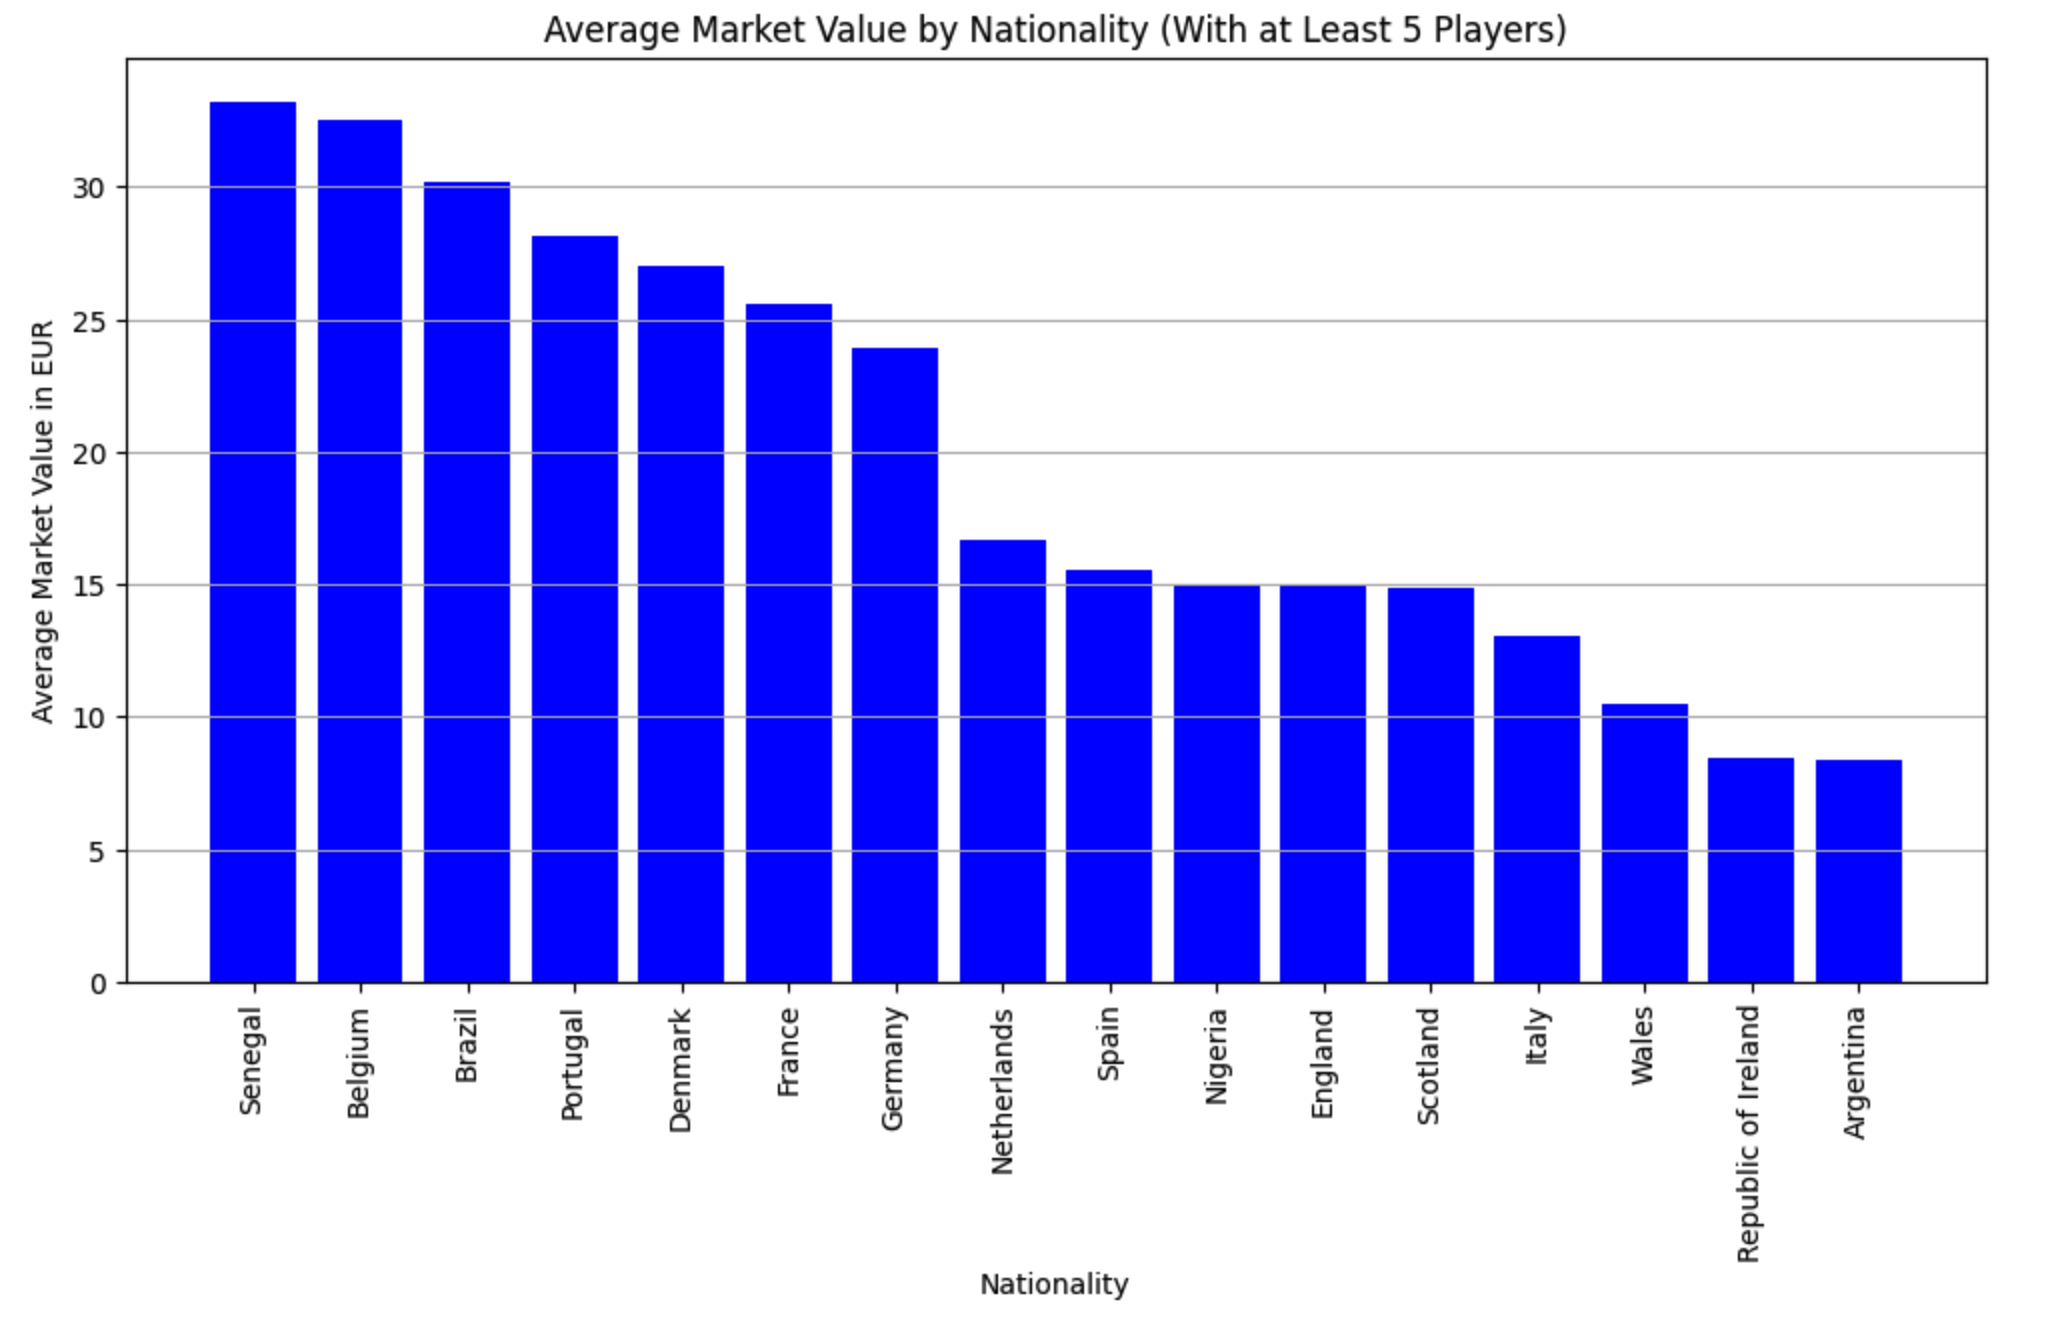 Average Market Value by Nationality (With at Least 5 Players)
Average Market Value in EUR
30
25
20
15
10
5
0
Senegal
Belgium
Brazil
Portugal
Denmark
France
Germany
Netherlands
Spain
Nigeria
England
Scotland
Italy
Wales
Republic of Ireland
Argentina
Nationality